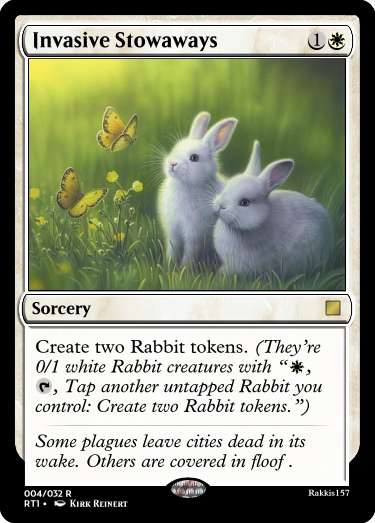 Invasive Stowaways 1
Sorcery
Create two Rabbit tokens. (They're
0/1 white Rabbit creatures with “ ,
, Tap another untapped Rabbit you
control: Create two Rabbit tokens.”)
Some plagues leave cities dead in its
wake. Others are covered in floof .
004/032 R
Rakkis157
RTI • Kirk Reinert